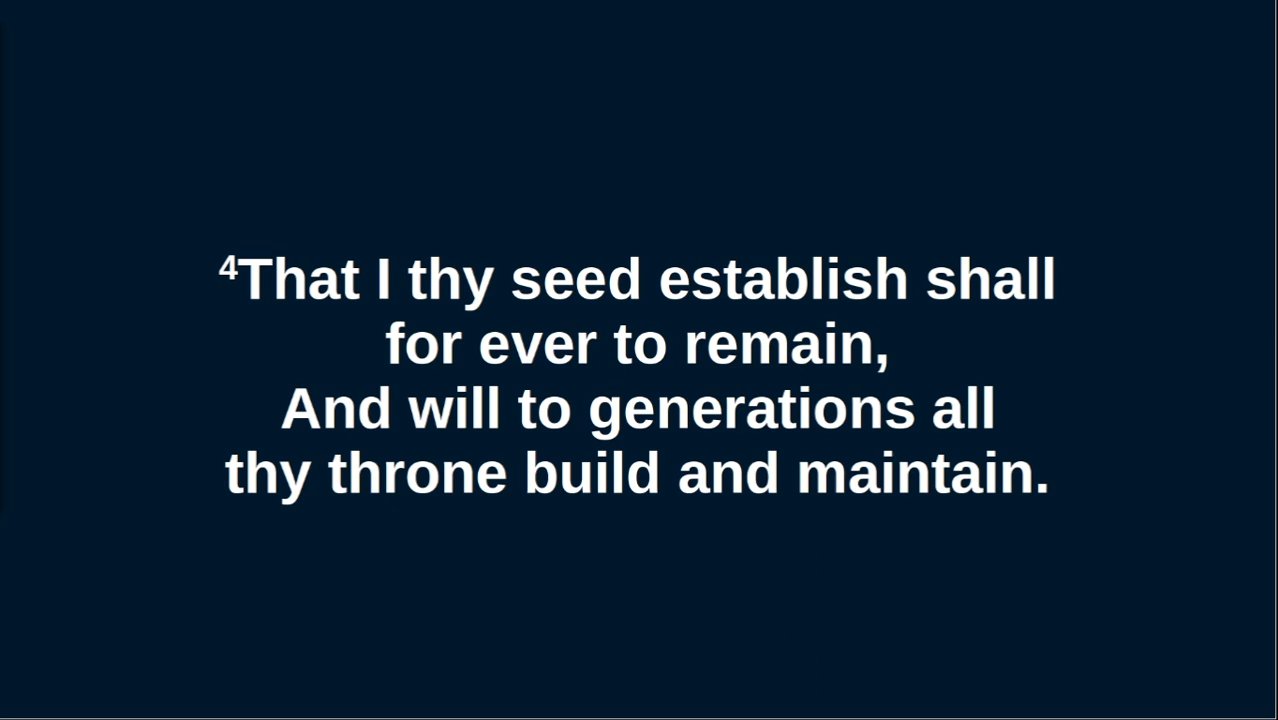 ⁴That I thy seed establish shall
for ever to remain,
And will to generations all
thy throne build and maintain.